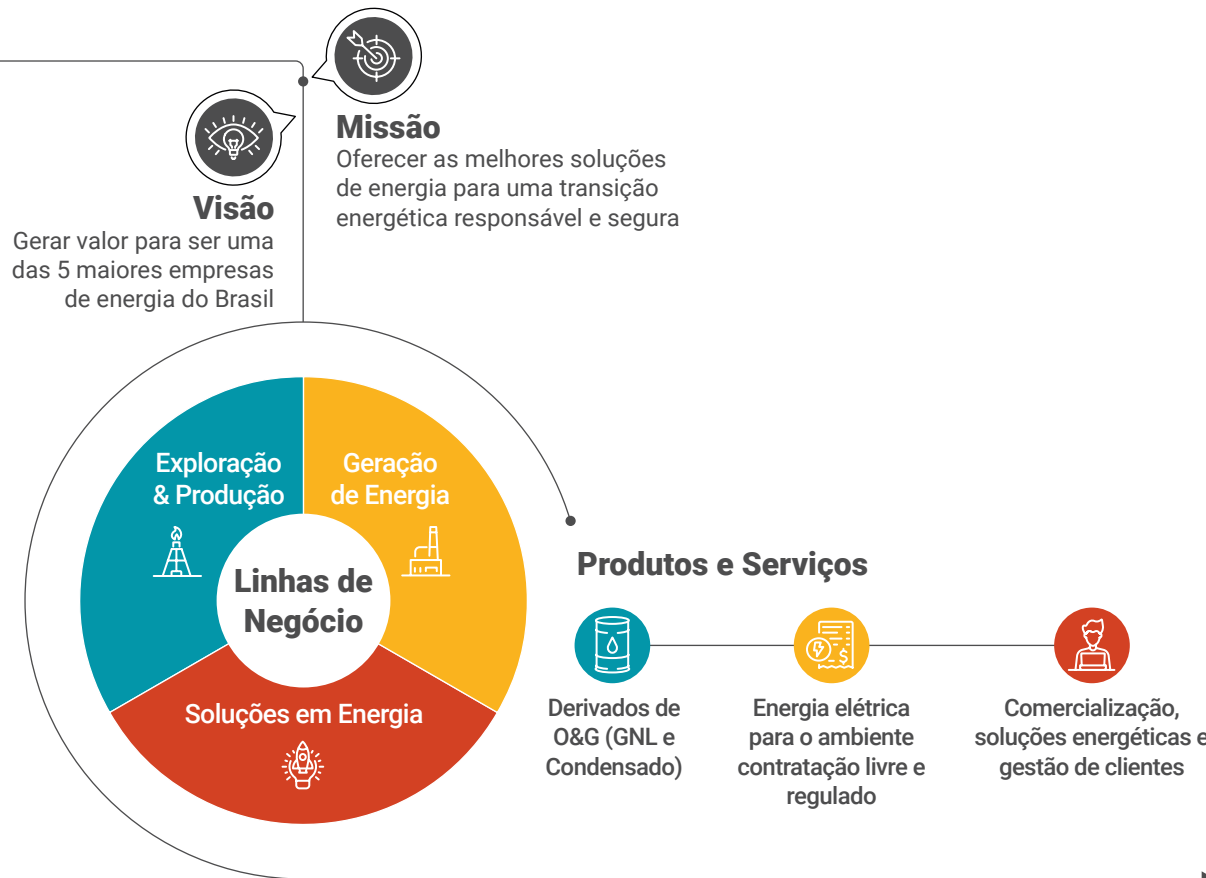 Missão
Oferecer as melhores soluções
de energia para uma transição
energética responsável e segura
Visão
Gerar valor para ser uma
das 5 maiores empresas
de energia do Brasil
Exploração
& Produção
Geração
de Energia
Linhas de
Negócio
Soluções em Energia
Produtos e Serviços
Derivados de
O&G (GNL e
Condensado)
Energia elétrica
para o ambiente
contratação livre e
regulado
Comercialização,
soluções energéticas e
gestão de clientes